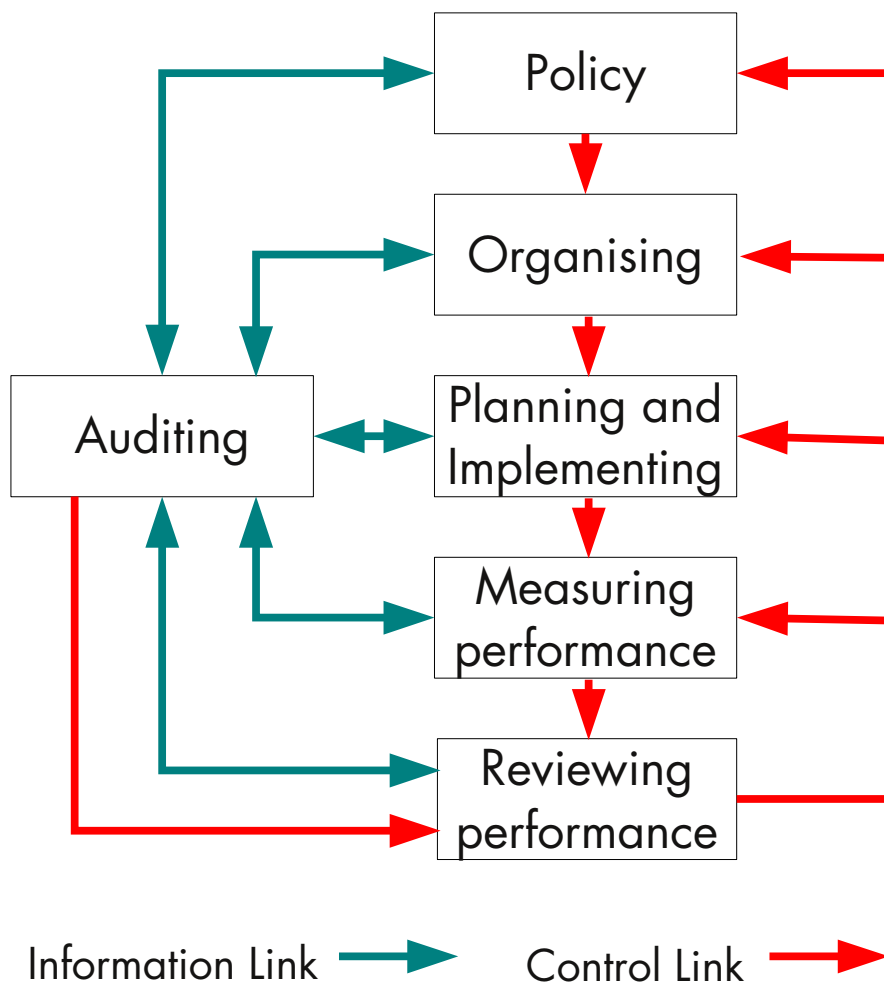 Policy
Organising
Auditing
Planning and
Implementing
Measuring
performance
Reviewing
performance
Information Link
Control Link